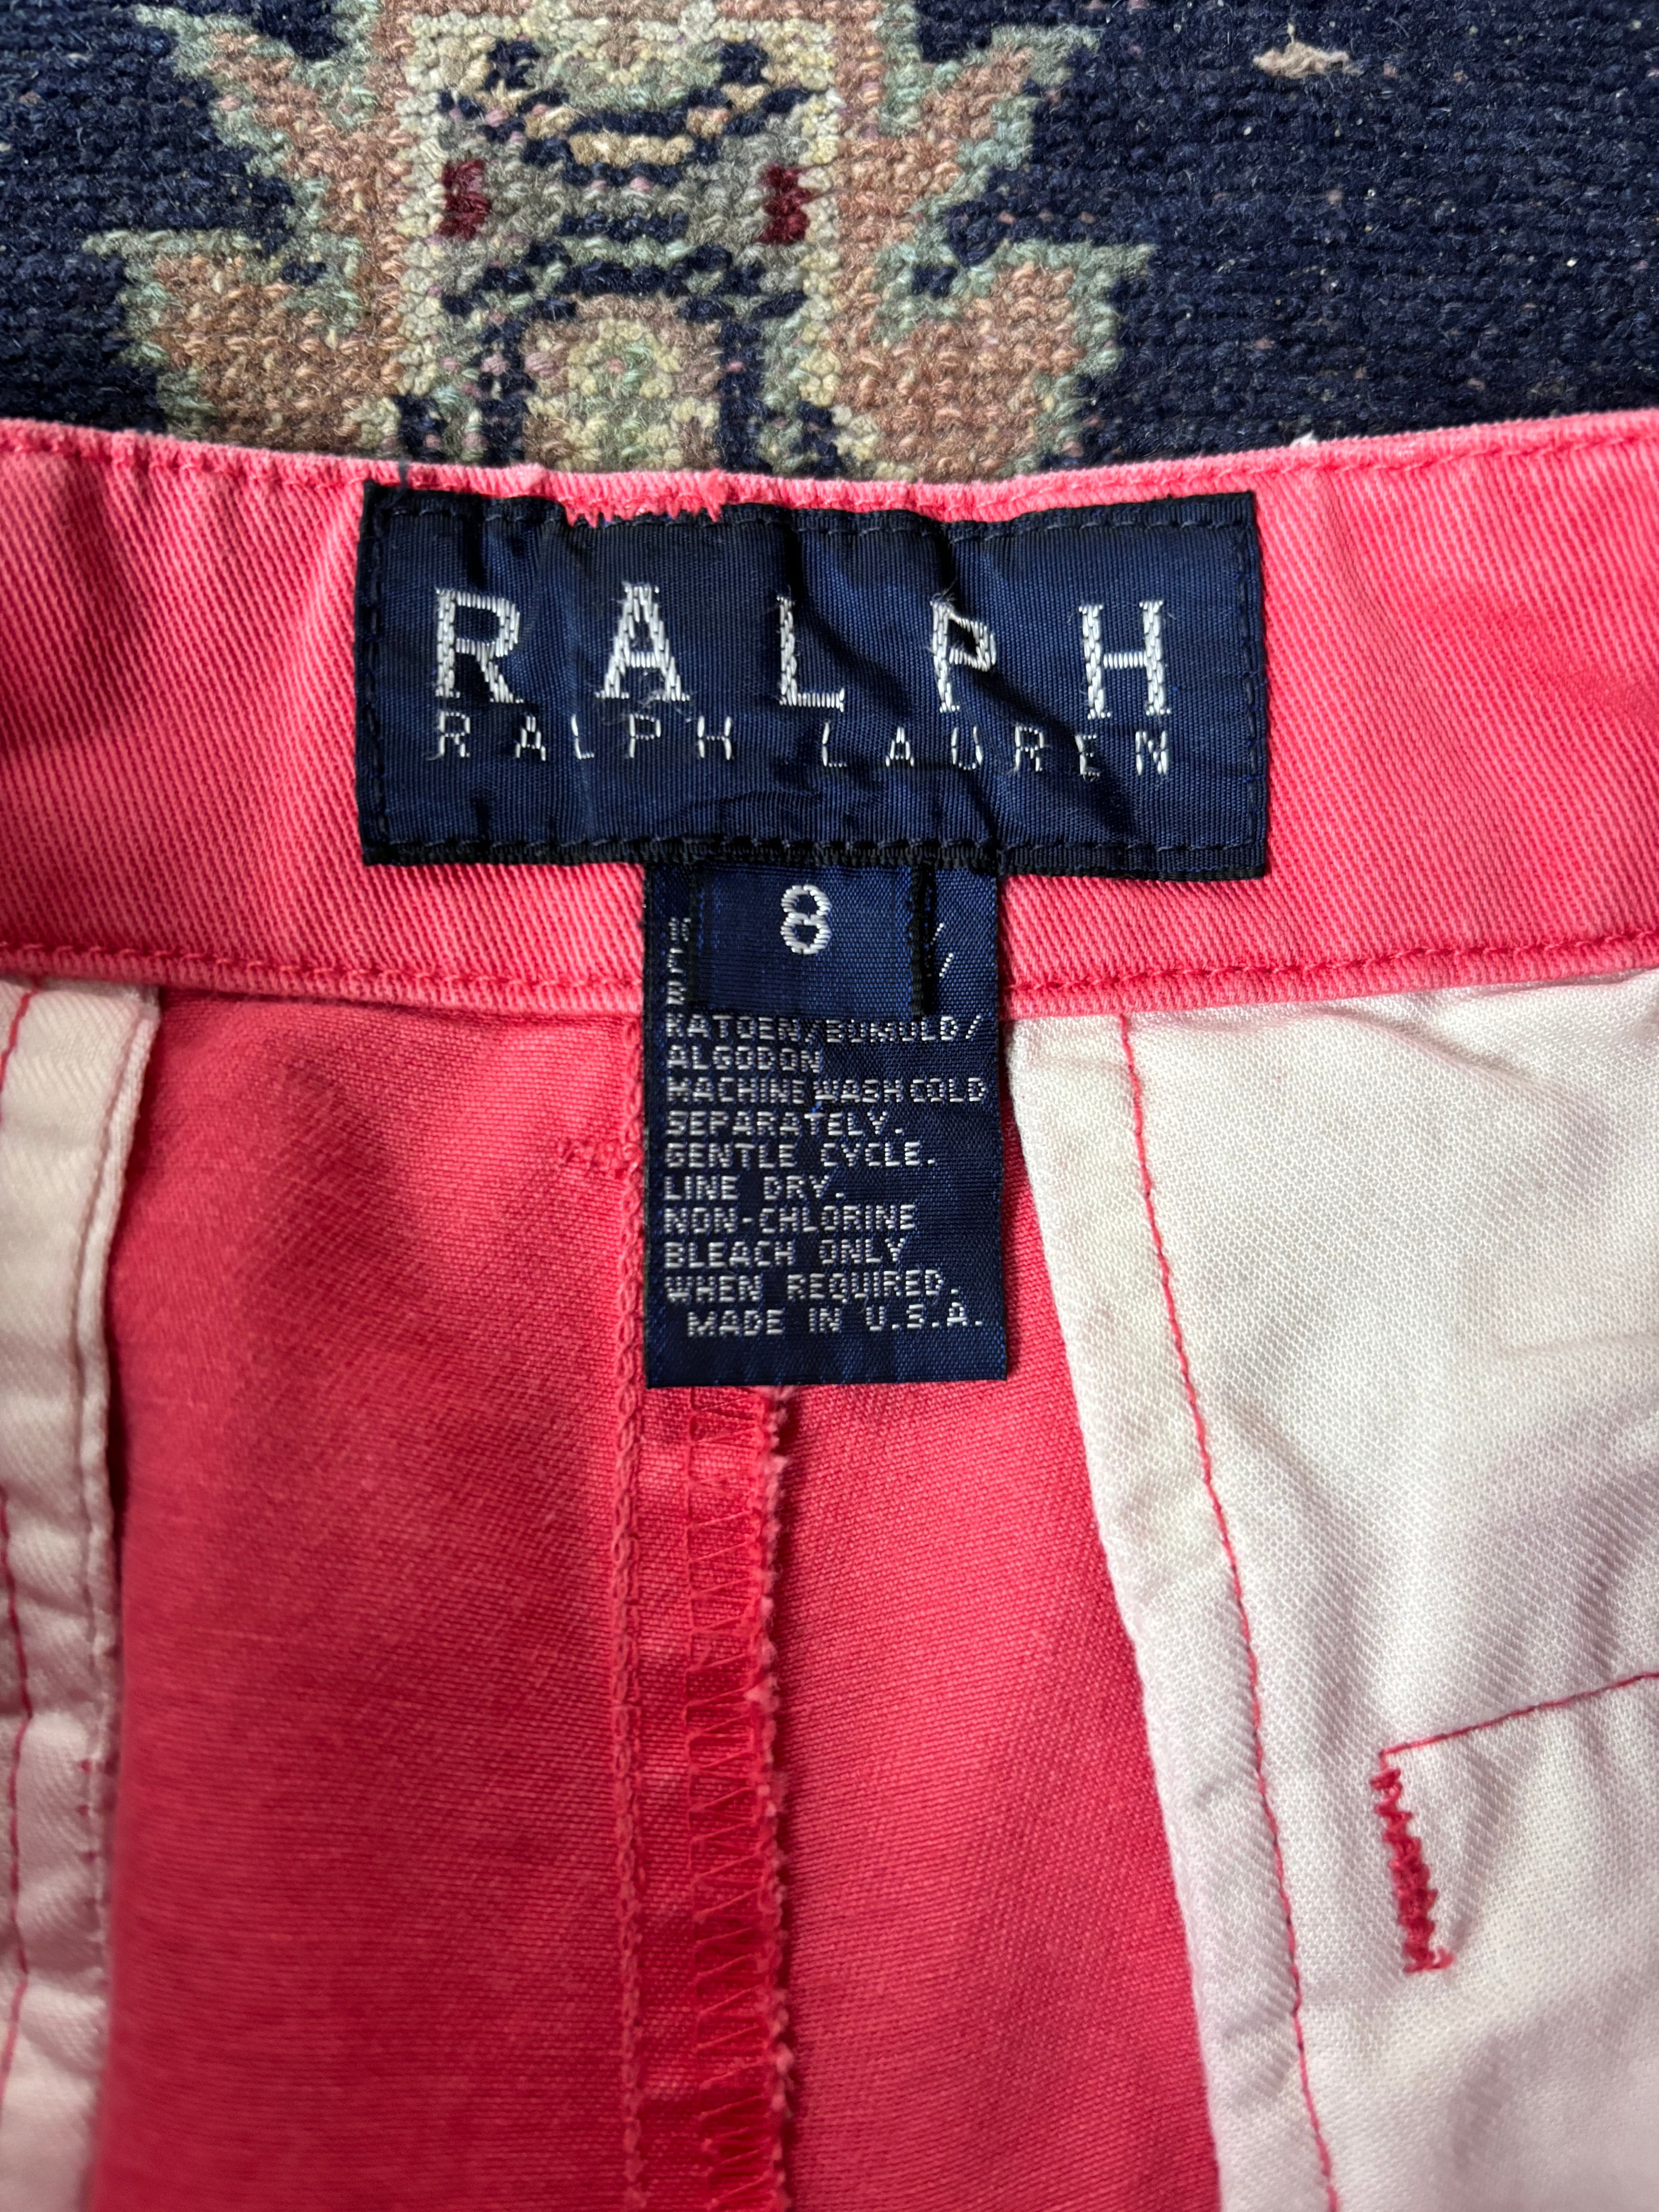 RALPH
RALPH LAUREN
8
KATOEN/BOMULD/
ALGODON
MACHINE WASH COLD
SEPARATELY.
GENTLE CYCLE.
LINE DRY.
NON-CHLORINE
BLEACH ONLY
WHEN REQUIRED.
MADE IN U.S.A.